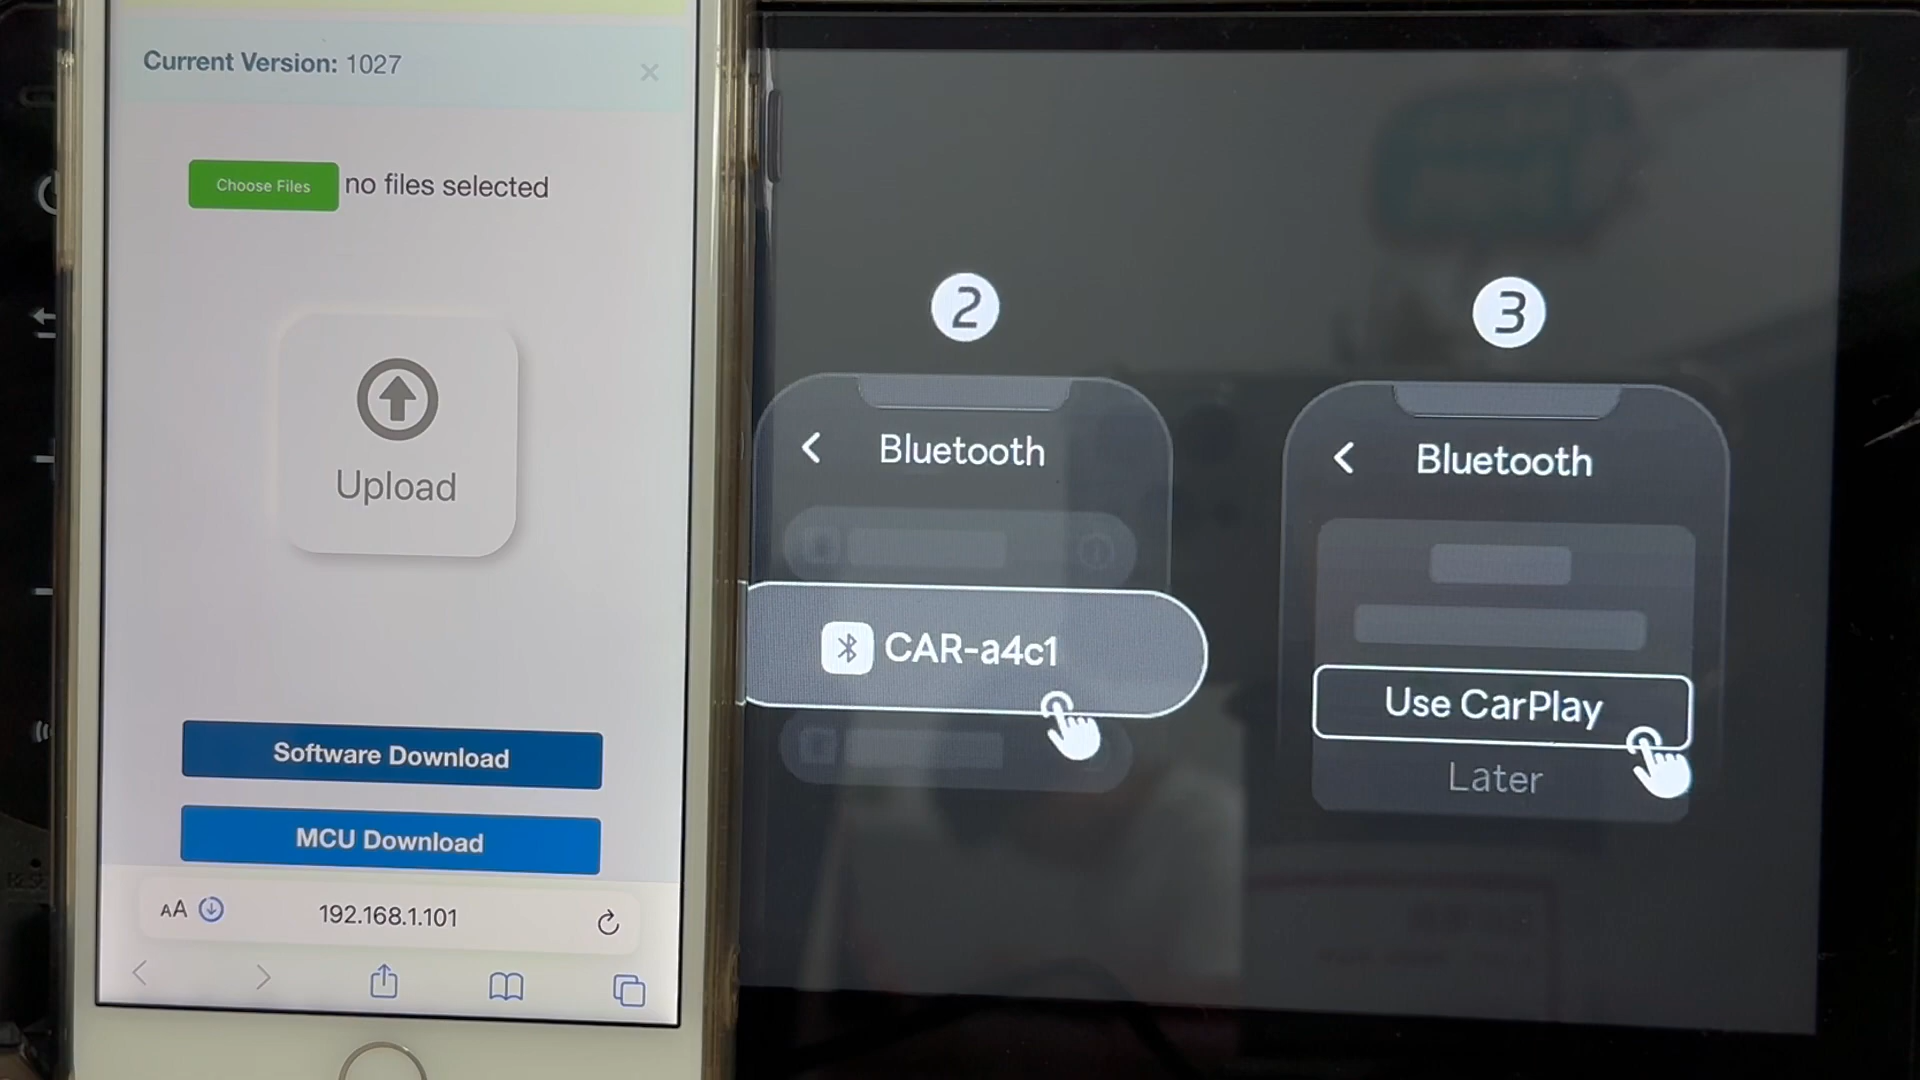 Current Version: 1027
×
Choose Files no files selected
Upload
Software Download
MCU Download
AA
192.168.1.101
2
Bluetooth
CAR-a4c1
3
Bluetooth
Use CarPlay
Later